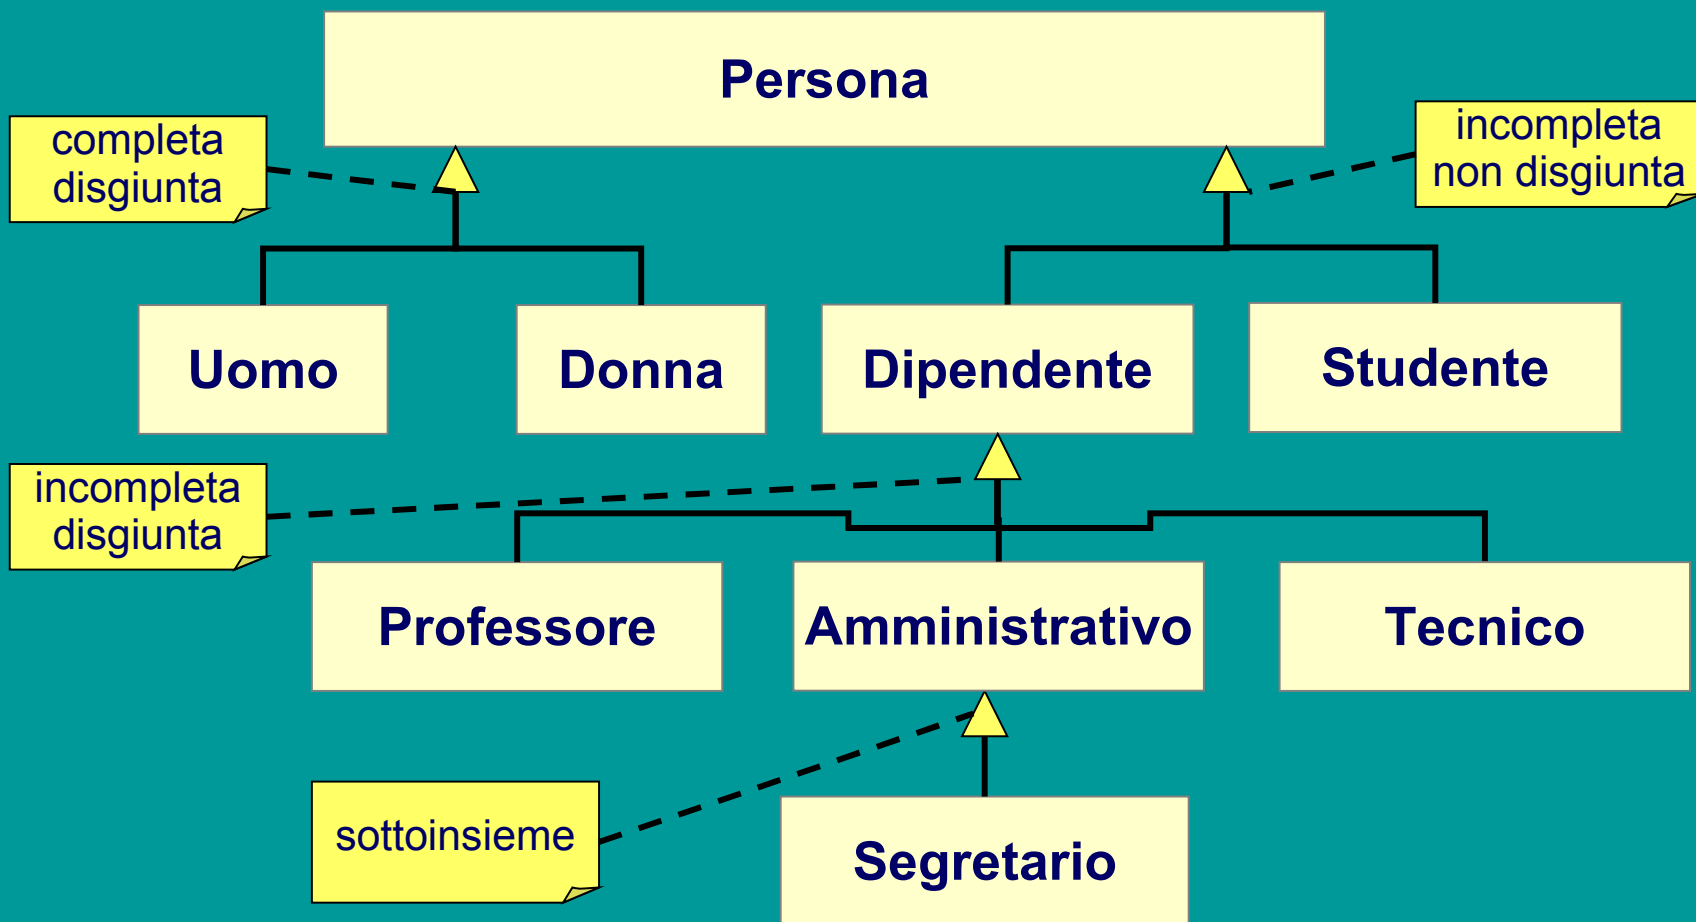 Persona
completa
disgiunta
incompleta
non disgiunta
Uomo
Donna
Dipendente
Studente
incompleta
disgiunta
Professore
Amministrativo
Tecnico
sottoinsieme
Segretario